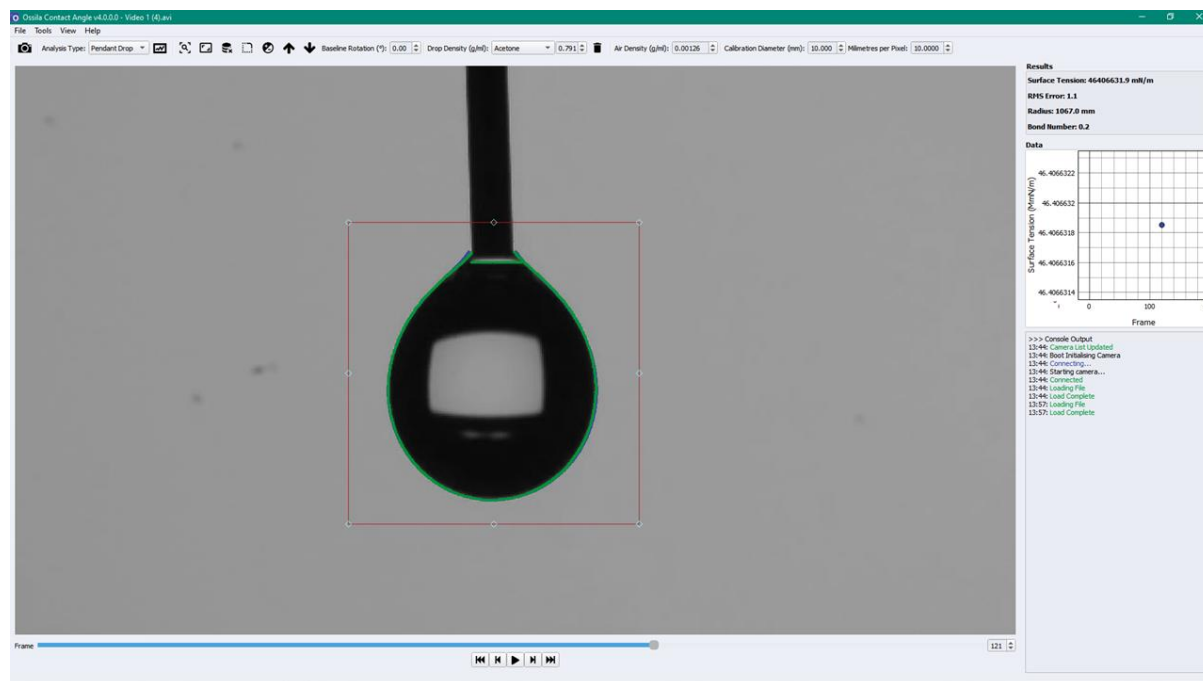 Ossila Contact Angle v4.0.0.0 - Video 1 (4).avi
File Tools View Help
Analysis Type: Pendant Drop Baseline Rotation (°): 0.00 Drop Density (g/ml): Acetone 0.791 Air Density (g/ml): 0.00126 Calibration Diameter (mm): 10.000 Milimetres per Pixel: 10.0000
Results
Surface Tension: 46406631.9 mN/m
RMS Error: 1.1
Radius: 1067.0 mm
Bond Number: 0.2
Data
Surface Tension (MmN/m)
46.4066322
46.406632
46.4066318
46.4066316
46.4066314
0 100
Frame
>>> Console Output
13:44: Camera List Updated
13:44: Boot Initialising Camera
13:44: Connecting...
13:44: Starting camera...
13:44: Connected
13:44: Loading File
13:44: Load Complete
13:57: Loading File
13:57: Load Complete
Frame 121